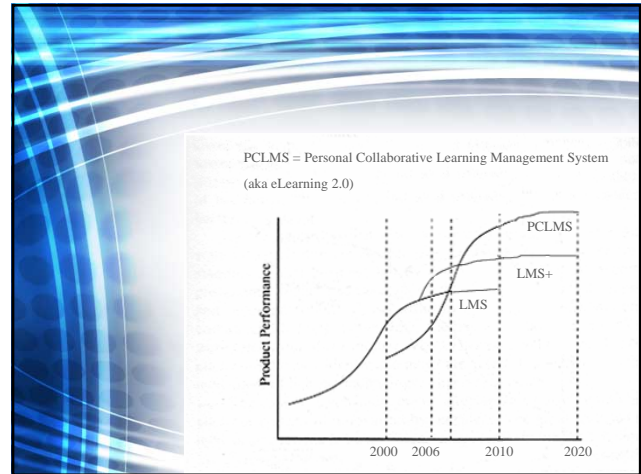 PCLMS = Personal Collaborative Learning Management System
(aka eLearning 2.0)
PCLMS
LMS+
LMS
Product Performance
2000 2006 2010 2020